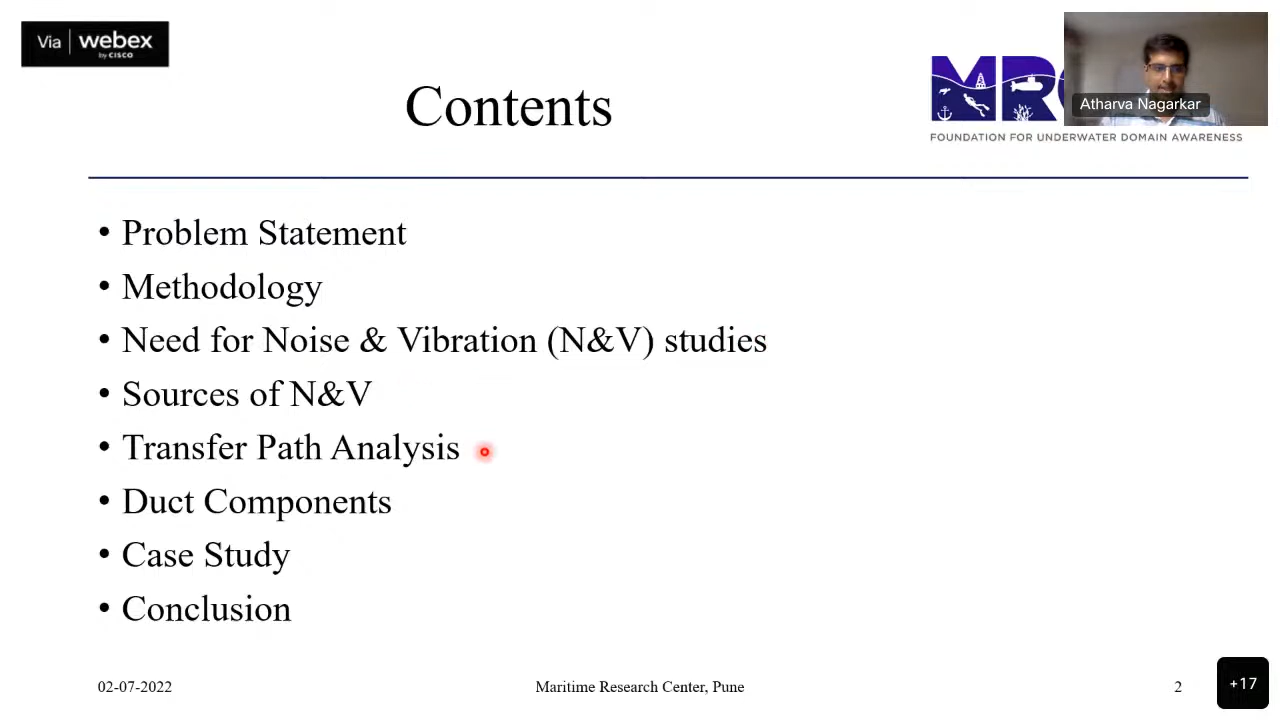 Via webex
by CISCO
Contents
Atharva Nagarkar
FOUNDATION FOR UNDERWATER DOMAIN AWARENESS
• Problem Statement
• Methodology
• Need for Noise & Vibration (N&V) studies
• Sources of N&V
• Transfer Path Analysis
• Duct Components
• Case Study
• Conclusion
02-07-2022
Maritime Research Center, Pune
2
+17